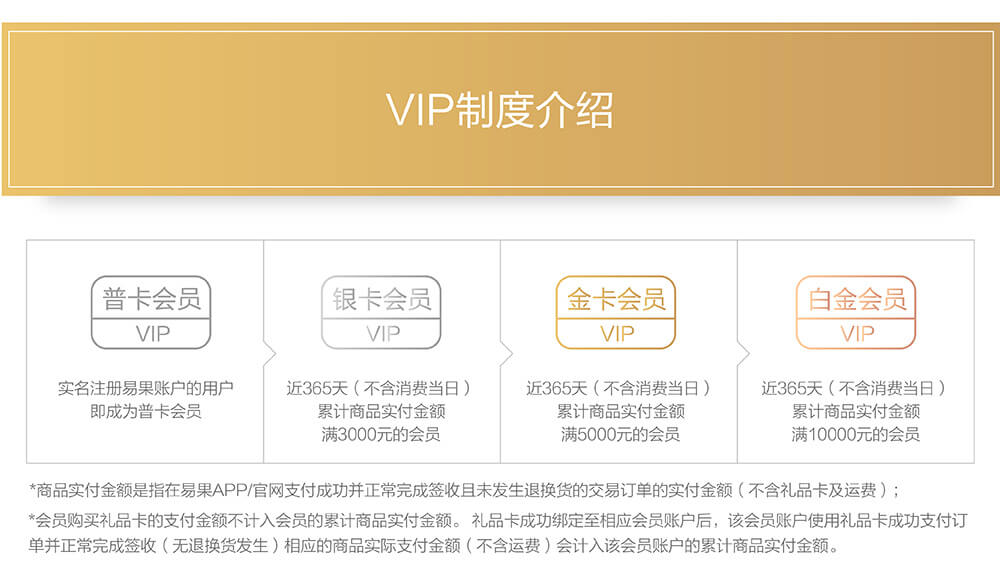 VIP制度介绍
普卡会员
VIP
实名注册易果账户的用户
即成为普卡会员
银卡会员
VIP
近365天（不含消费当日）
累计商品实付金额
满3000元的会员
金卡会员
VIP
近365天（不含消费当日）
累计商品实付金额
满5000元的会员
白金会员
VIP
近365天（不含消费当日）
累计商品实付金额
满10000元的会员
*商品实付金额是指在易果APP/官网支付成功并正常完成签收且未发生退换货的交易订单的实付金额（不含礼品卡及运费）;
*会员购买礼品卡的支付金额不计入会员的累计商品实付金额。礼品卡成功绑定至相应会员账户后，该会员账户使用礼品卡成功支付订
单并正常完成签收（无退换货发生）相应的商品实际支付金额（不含运费）会计入该会员账户的累计商品实付金额。